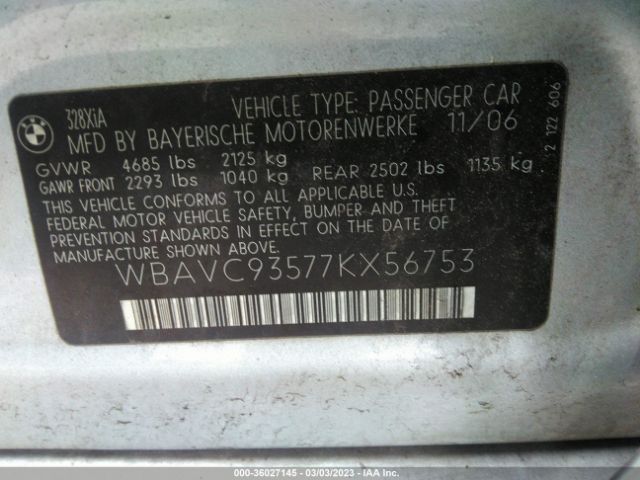 BMW
328XiA
VEHICLE TYPE: PASSENGER CAR
MFD BY BAYERISCHE MOTORENWERKE 11/06
GVWR 4685 lbs 2125 kg
GAWR FRONT 2293 lbs 1040 kg REAR 2502 lbs 1135 kg
THIS VEHICLE CONFORMS TO ALL APPLICABLE U.S.
FEDERAL MOTOR VEHICLE SAFETY, BUMPER AND THEFT
PREVENTION STANDARDS IN EFFECT ON THE DATE OF
MANUFACTURE SHOWN ABOVE.
WBAVC93577KX56753
2 122 606
000-36027145 - 03/03/2023 - IAA Inc.